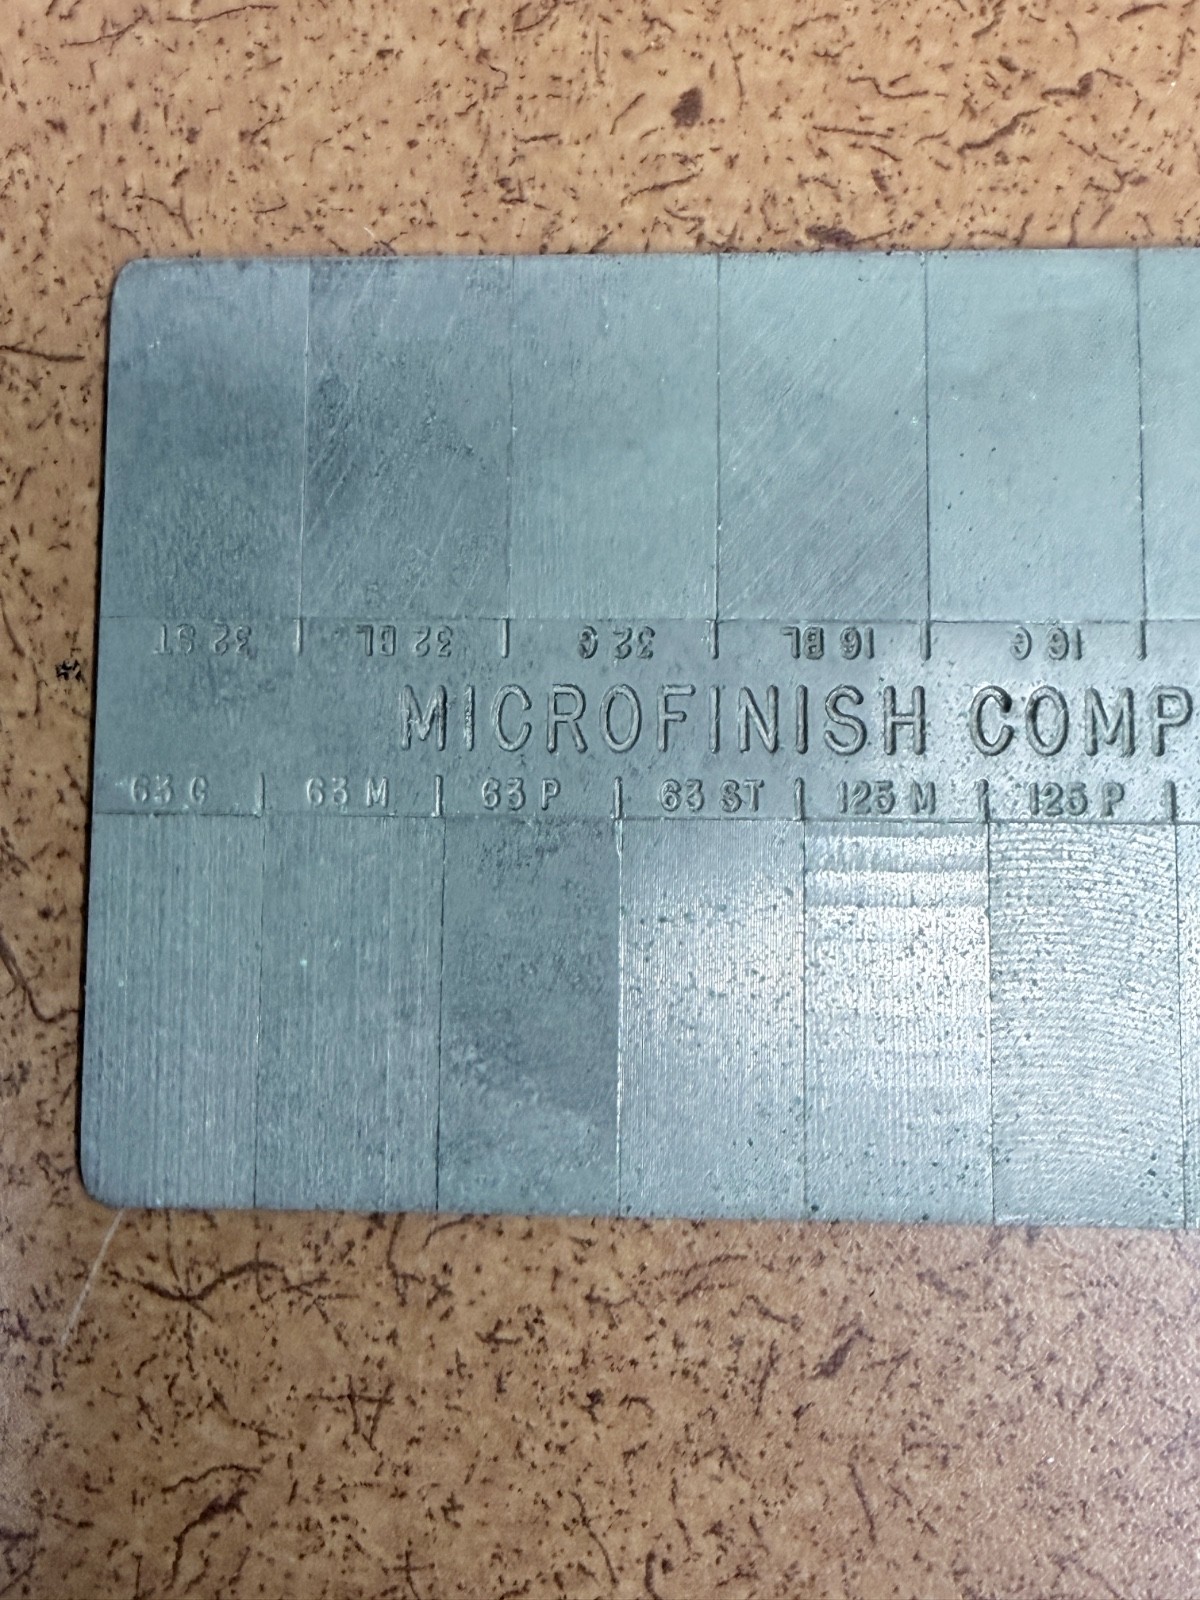 32 ST | 32 BL | 32 G | 16 BL | 16 G |
MICROFINISH COMP
63 G | 63 M | 63 P | 63 ST | 125 M | 125 P |